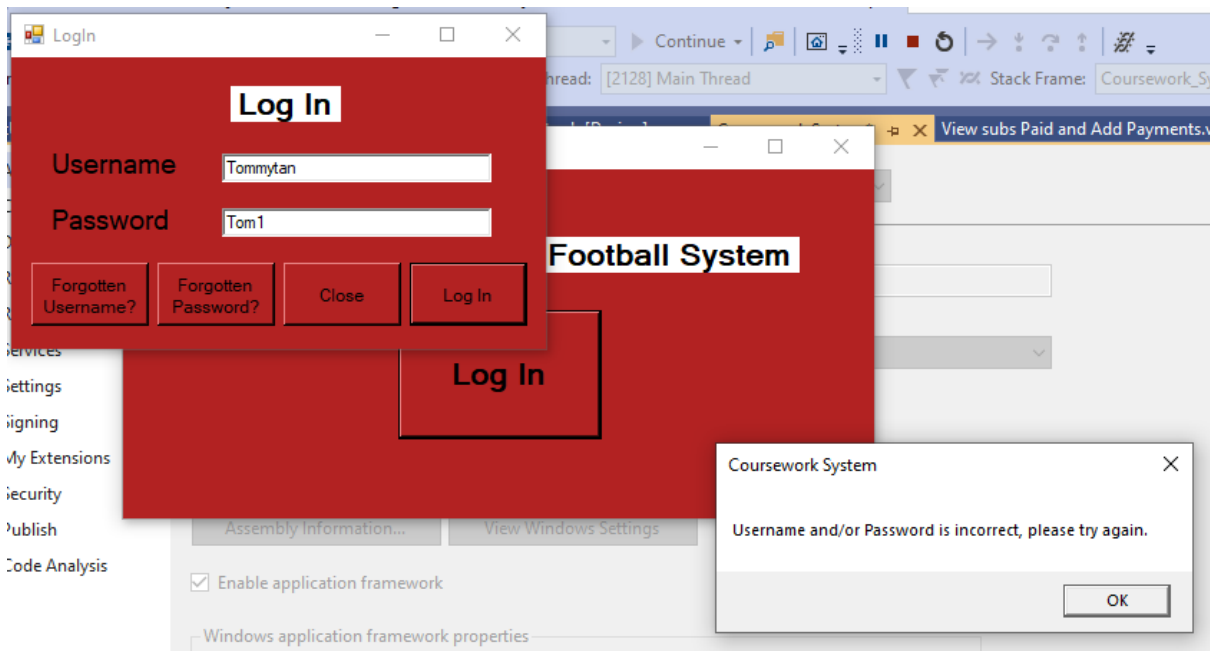 LogIn
Continue
hread: [2128] Main Thread
Stack Frame: Coursework_S
View subs Paid and Add Payments.v
Log In
Username
Tommytan
Password
Tom1
Forgotten
Username?
Forgotten
Password?
Close
Log In
Football System
Log In
Services
Settings
Signing
My Extensions
Security
Publish
Code Analysis
Assembly Information...
View Windows Settings
Enable application framework
Windows application framework properties
Coursework System
Username and/or Password is incorrect, please try again.
OK